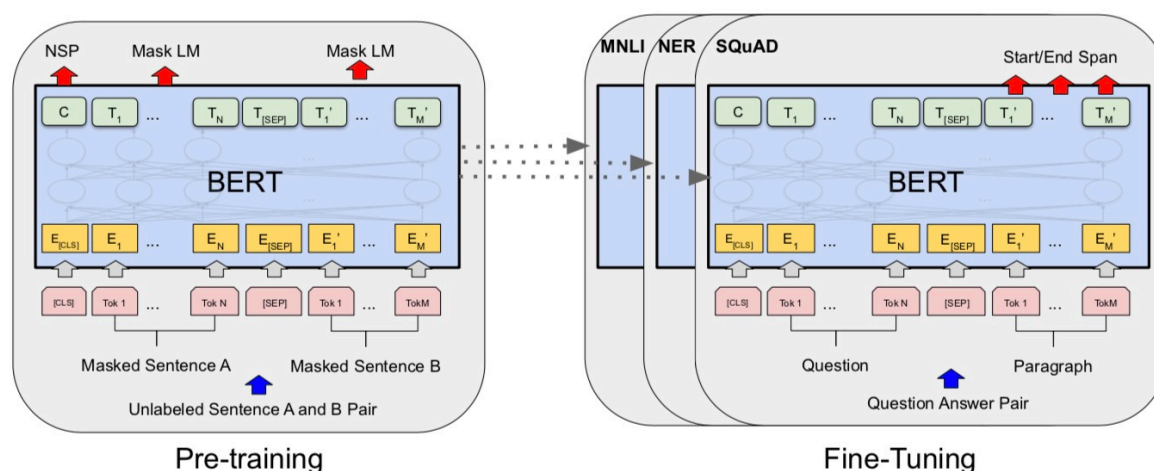 NSP Mask LM Mask LM
C T1 ... TN T[SEP] T1' ... TM'
BERT
E[CLS] E1 ... EN E[SEP] E1' ... EM'
[CLS] Tok 1 ... Tok N [SEP] Tok 1 ... TokM
Masked Sentence A Masked Sentence B
Unlabeled Sentence A and B Pair
Pre-training
MNLI NER SQuAD
Start/End Span
C T1 ... TN T[SEP] T1' ... TM'
BERT
E[CLS] E1 ... EN E[SEP] E1' ... EM'
[CLS] Tok 1 ... Tok N [SEP] Tok 1 ... TokM
Question Paragraph
Question Answer Pair
Fine-Tuning